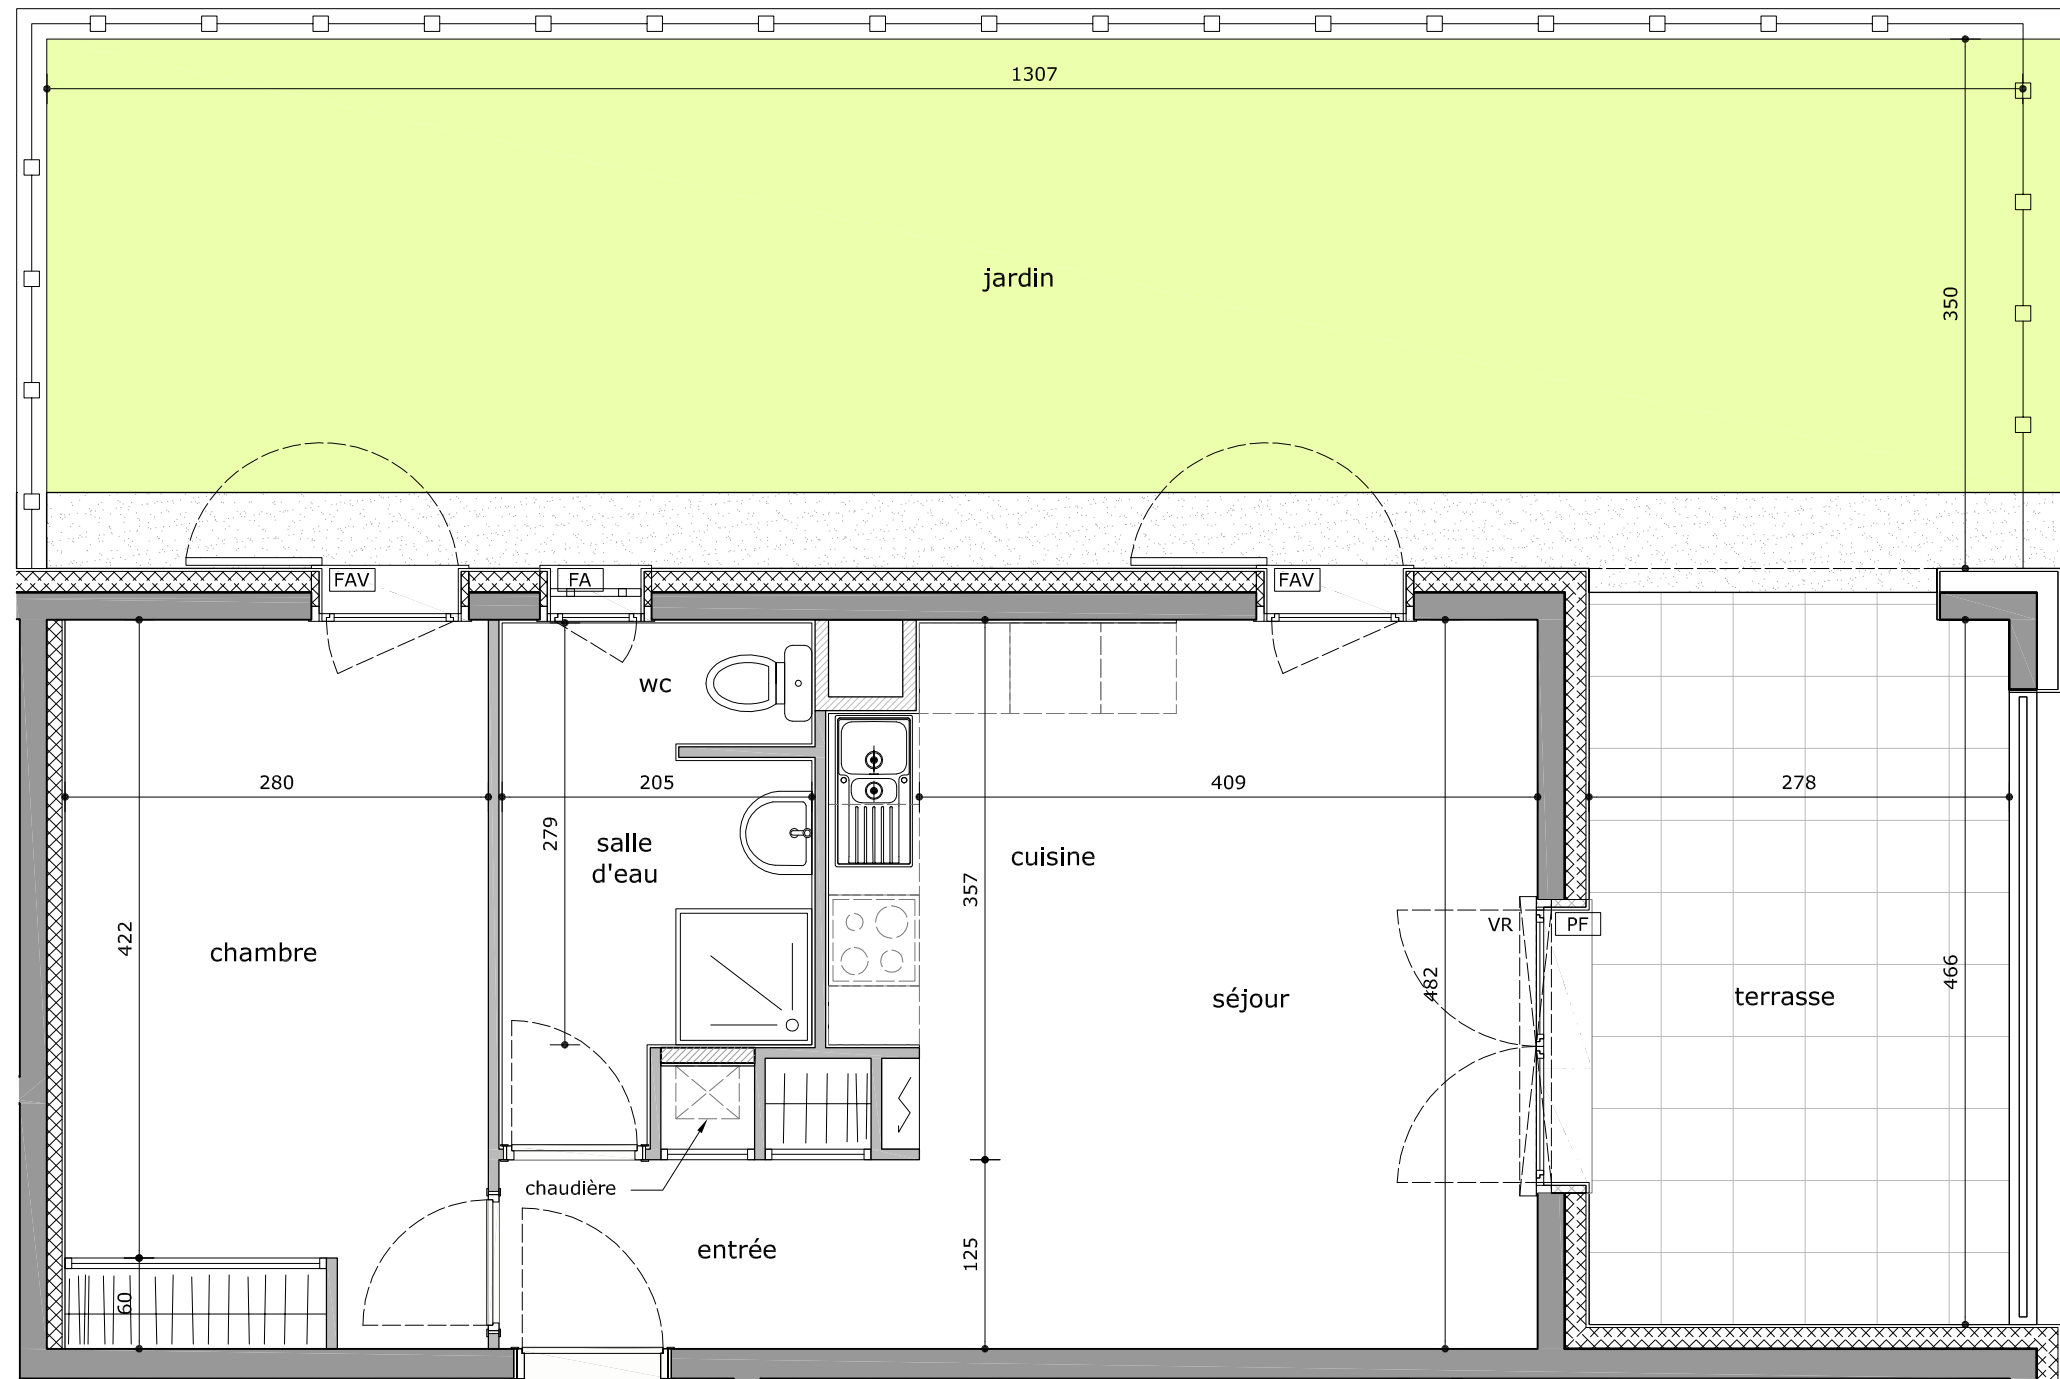 1307
jardin
350
FAV
FA
FAV
wc
280
205
409
278
279
salle
d'eau
cuisine
357
422
chambre
VR
PF
482
séjour
terrasse
466
chaudière
entrée
125
60